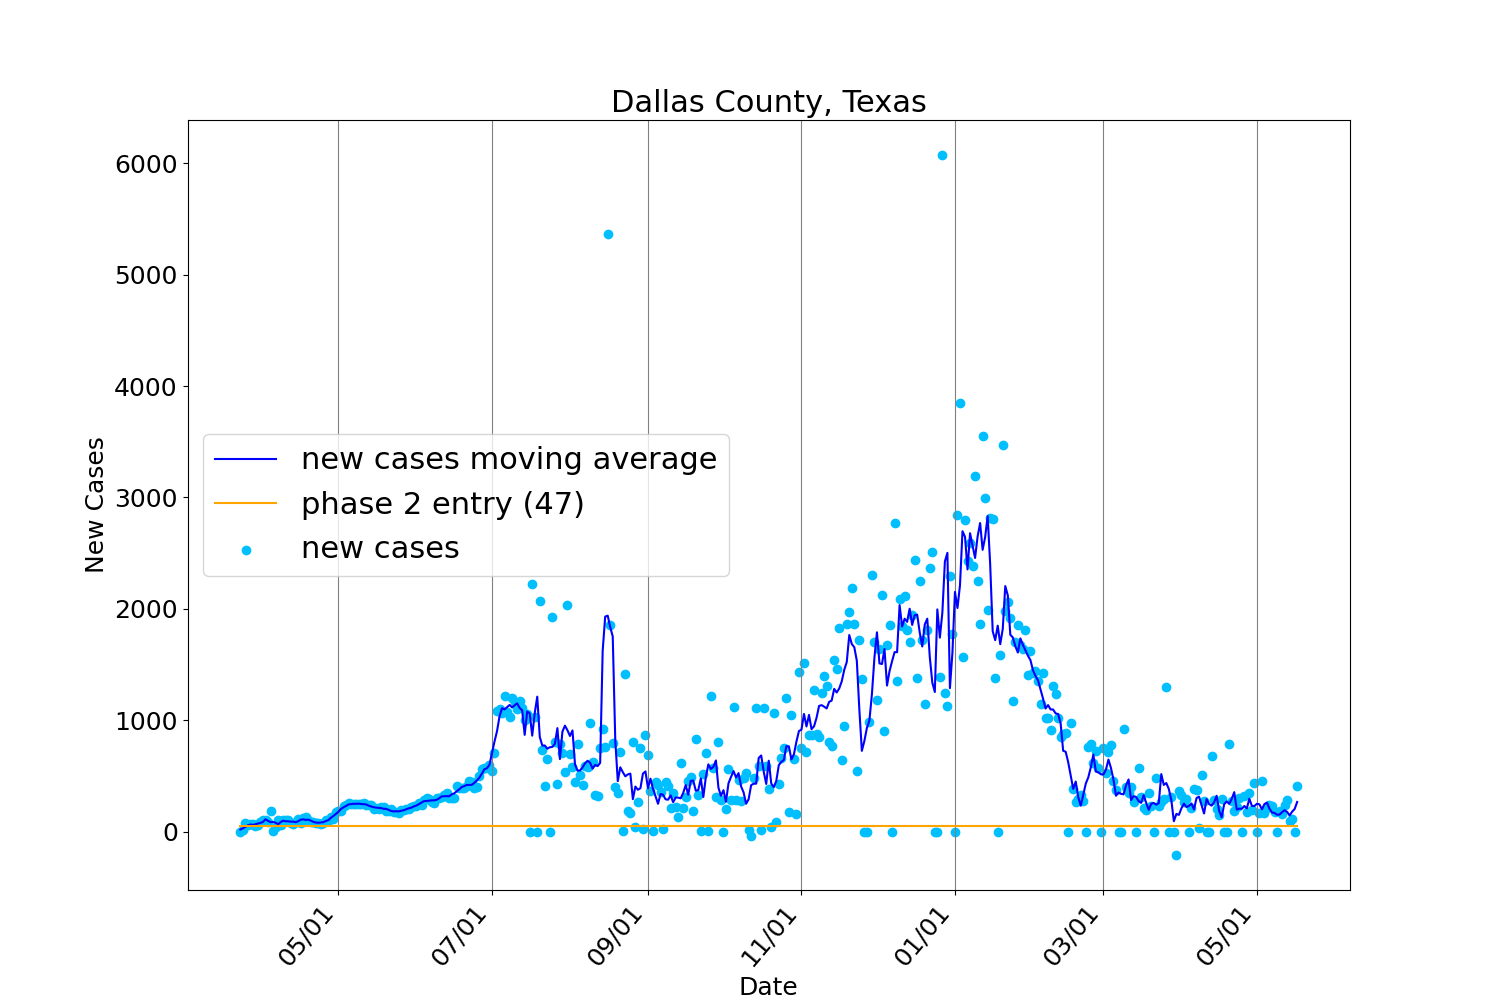 Dallas County, Texas
6000
5000
4000
3000
2000
1000
0
New Cases
new cases moving average
phase 2 entry (47)
new cases
05/01
07/01
09/01
11/01
01/01
03/01
05/01
Date